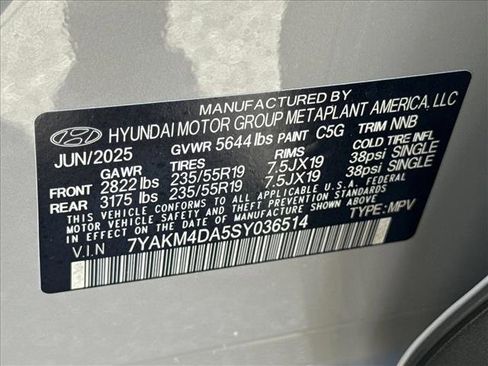 MANUFACTURED BY
HYUNDAI MOTOR GROUP METAPLANT AMERICA, LLC
JUN/2025 GVWR 5644 lbs PAINT C5G TRIM NNB
GAWR TIRES RIMS COLD TIRE INFL
FRONT 2822 lbs 235/55R19 7.5JX19 38psi SINGLE
REAR 3175 lbs 235/55R19 7.5JX19 38psi SINGLE
THIS VEHICLE CONFORMS TO ALL APPLICABLE U.S. FEDERAL
MOTOR VEHICLE SAFETY AND THEFT PREVENTION STANDARDS
IN EFFECT ON THE DATE OF MANUFACTURE SHOWN ABOVE
V.I.N 7YAKM4DA5SY036514 TYPE: MPV